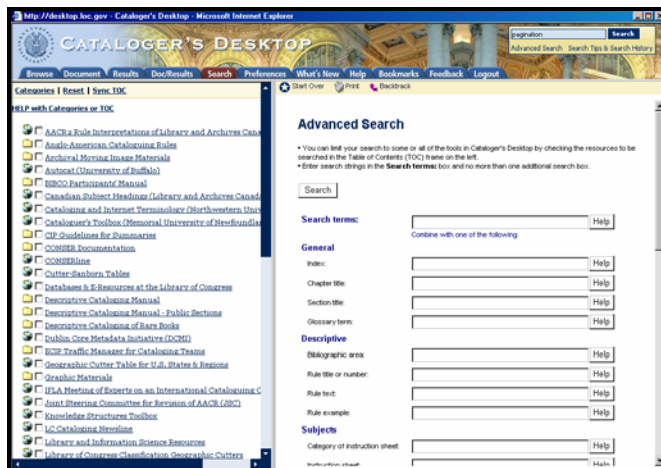 http://desktop.loc.gov - Cataloger's Desktop - Microsoft Internet Explorer
CATALOGER'S DESKTOP
pagination Search
Advanced Search Search Tips & Search History
Browse Document Results Doc/Results Search Preferences What's New Help Bookmarks Feedback Logout
Categories | Reset | Sync TOC
HELP with Categories or TOC
AACR2 Rule Interpretations of Library and Archives Cana
Anglo-American Cataloguing Rules
Archival Moving Image Materials
Autocat (University of Buffalo)
BIBCO Participants' Manual
Canadian Subject Headings (Library and Archives Canad
Cataloging and Internet Terminology (Northwestern Univ
Cataloguer's Toolbox (Memorial University of Newfoundlan
CIP Guidelines for Summaries
CONSER Documentation
CONSERline
Cutter-Sanborn Tables
Databases & E-Resources at the Library of Congress
Descriptive Cataloging Manual
Descriptive Cataloging Manual - Public Sections
Descriptive Cataloging of Rare Books
Dublin Core Metadata Initiative (DCMI)
ECIP Traffic Manager for Cataloging Teams
Geographic Cutter Table for U.S. States & Regions
Graphic Materials
IFLA Meeting of Experts on an International Cataloguing C
Joint Steering Committee for Revision of AACR (JSC)
Knowledge Structures Toolbox
LC Cataloging Newsline
Library and Information Science Resources
Library of Congress Classification Geographic Cutters
Start Over Print Backtrack
Advanced Search
• You can limit your search to some or all of the tools in Cataloger's Desktop by checking the resources to be
searched in the Table of Contents (TOC) frame on the left.
• Enter search strings in the Search terms: box and no more than one additional search box.
Search
Search terms: Help
Combine with one of the following:
General
Index: Help
Chapter title: Help
Section title: Help
Glossary term: Help
Descriptive
Bibliographic area: Help
Rule title or number: Help
Rule text: Help
Rule example: Help
Subjects
Category of instruction sheet: Help
Instruction sheet: Help